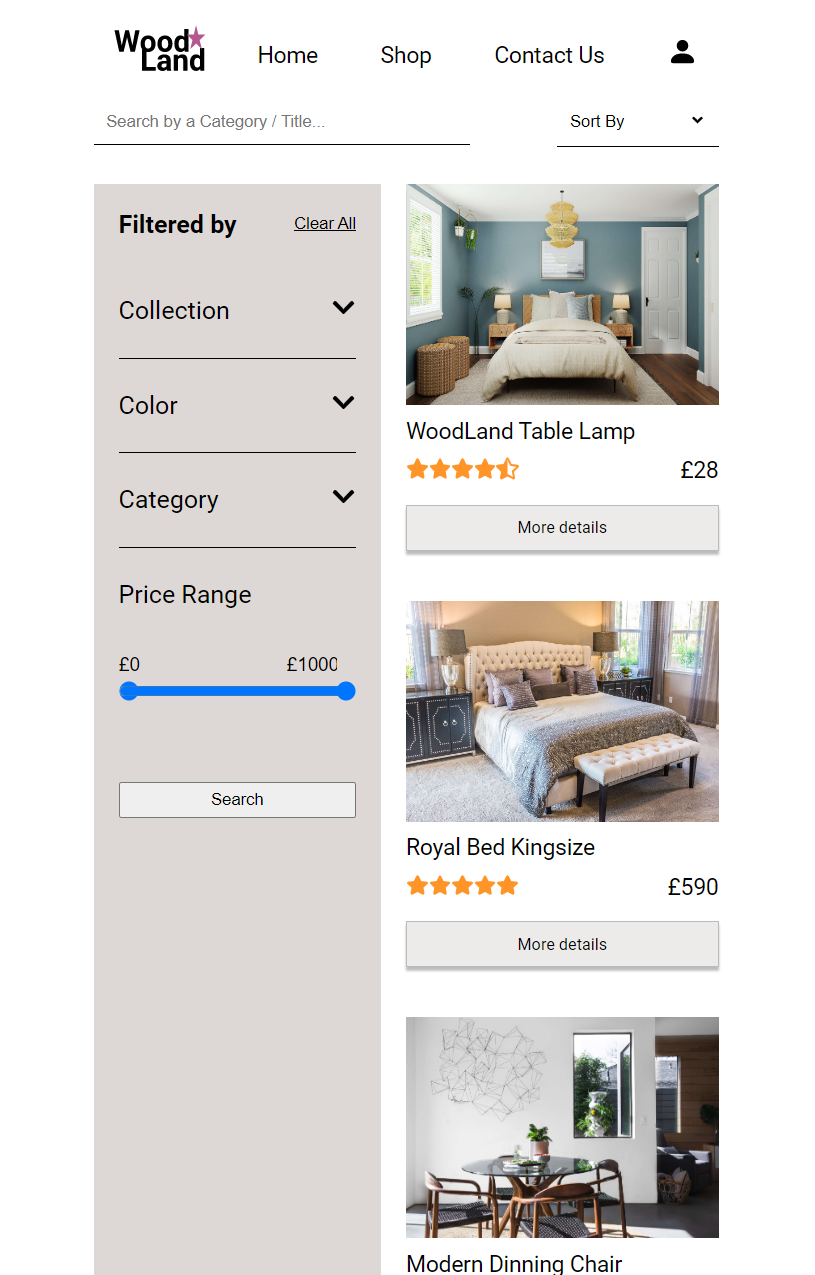 Wood
Land
Home
Shop
Contact Us
Search by a Category / Title...
Sort By
Filtered by
Clear All
Collection
Color
Category
Price Range
£0
£1000
Search
WoodLand Table Lamp
£28
More details
Royal Bed Kingsize
£590
More details
Modern Dinning Chair